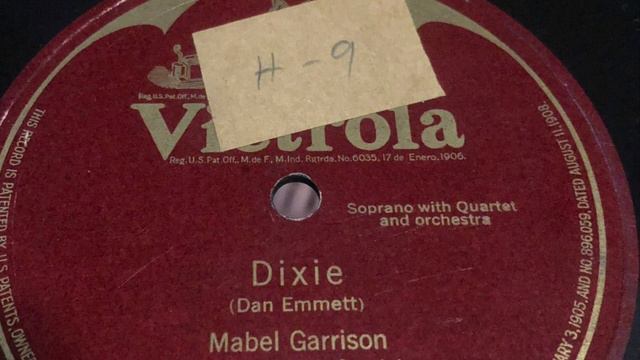 H-9
Victrola
Reg. U.S. Pat. Off., M. de F., M. Ind. Rgtrda. No. 6035, 17 de Enero, 1906.
Soprano with Quartet
and orchestra
Dixie
(Dan Emmett)
Mabel Garrison
THIS RECORD IS PATENTED BY U.S. PATENTS, OWNE
ARY 3, 1905, AND NO. 896,059, DATED AUGUST 11, 1908.